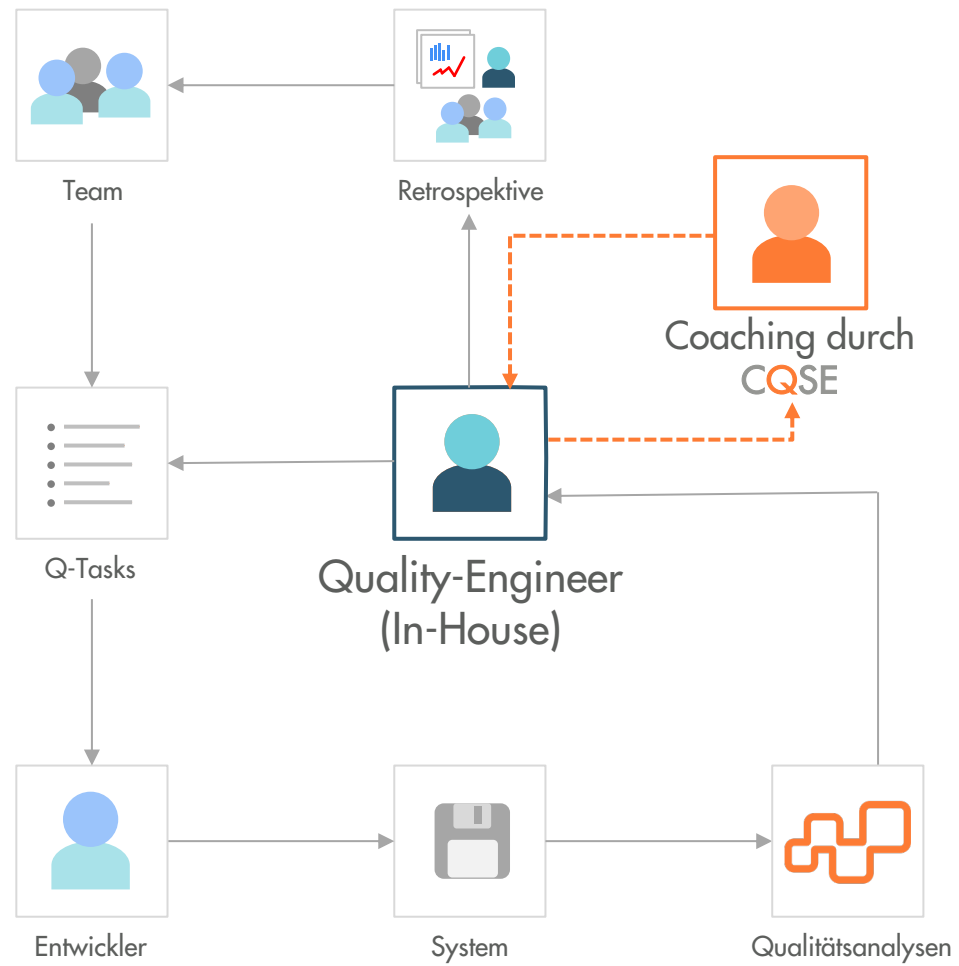 Team
Retrospektive
Coaching durch
CQSE
Q-Tasks
Quality-Engineer
(In-House)
Entwickler
System
Qualitätsanalysen